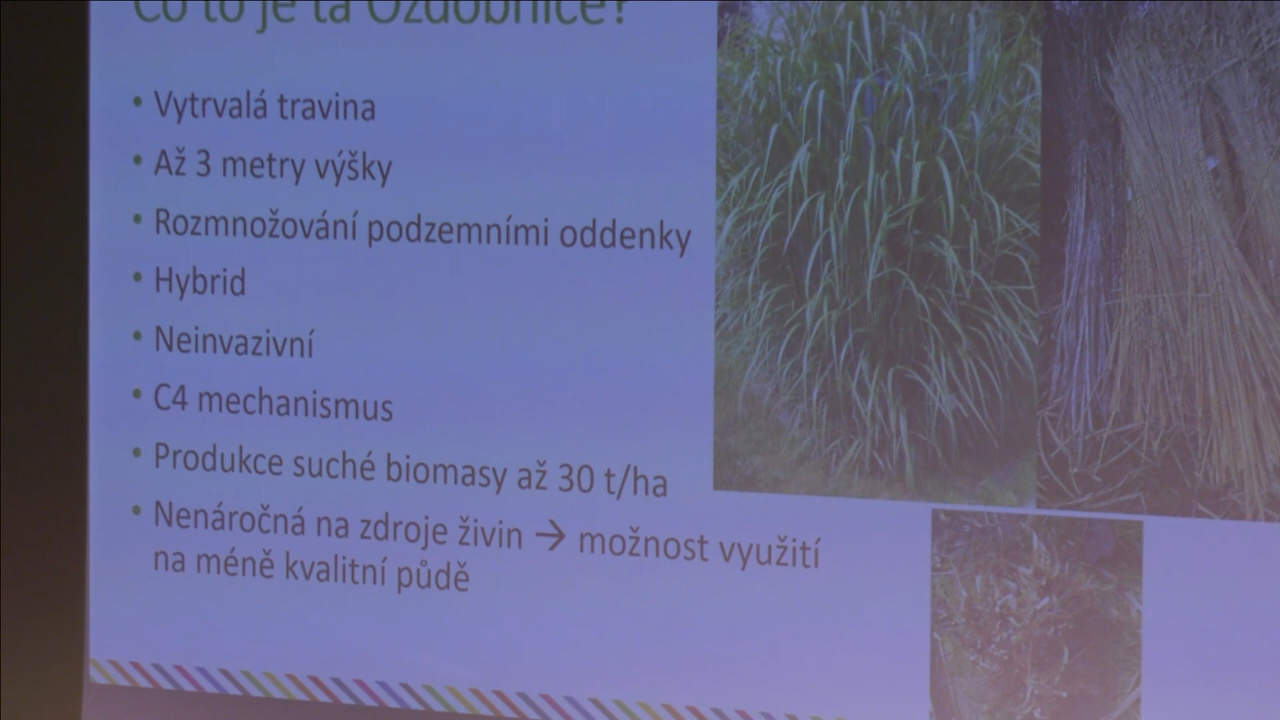 Co to je ta Ozdobnice?
• Vytrvalá travina
• Až 3 metry výšky
• Rozmnožování podzemními oddenky
• Hybrid
• Neinvazivní
• C4 mechanismus
• Produkce suché biomasy až 30 t/ha
• Nenáročná na zdroje živin → možnost využití
na méně kvalitní půdě